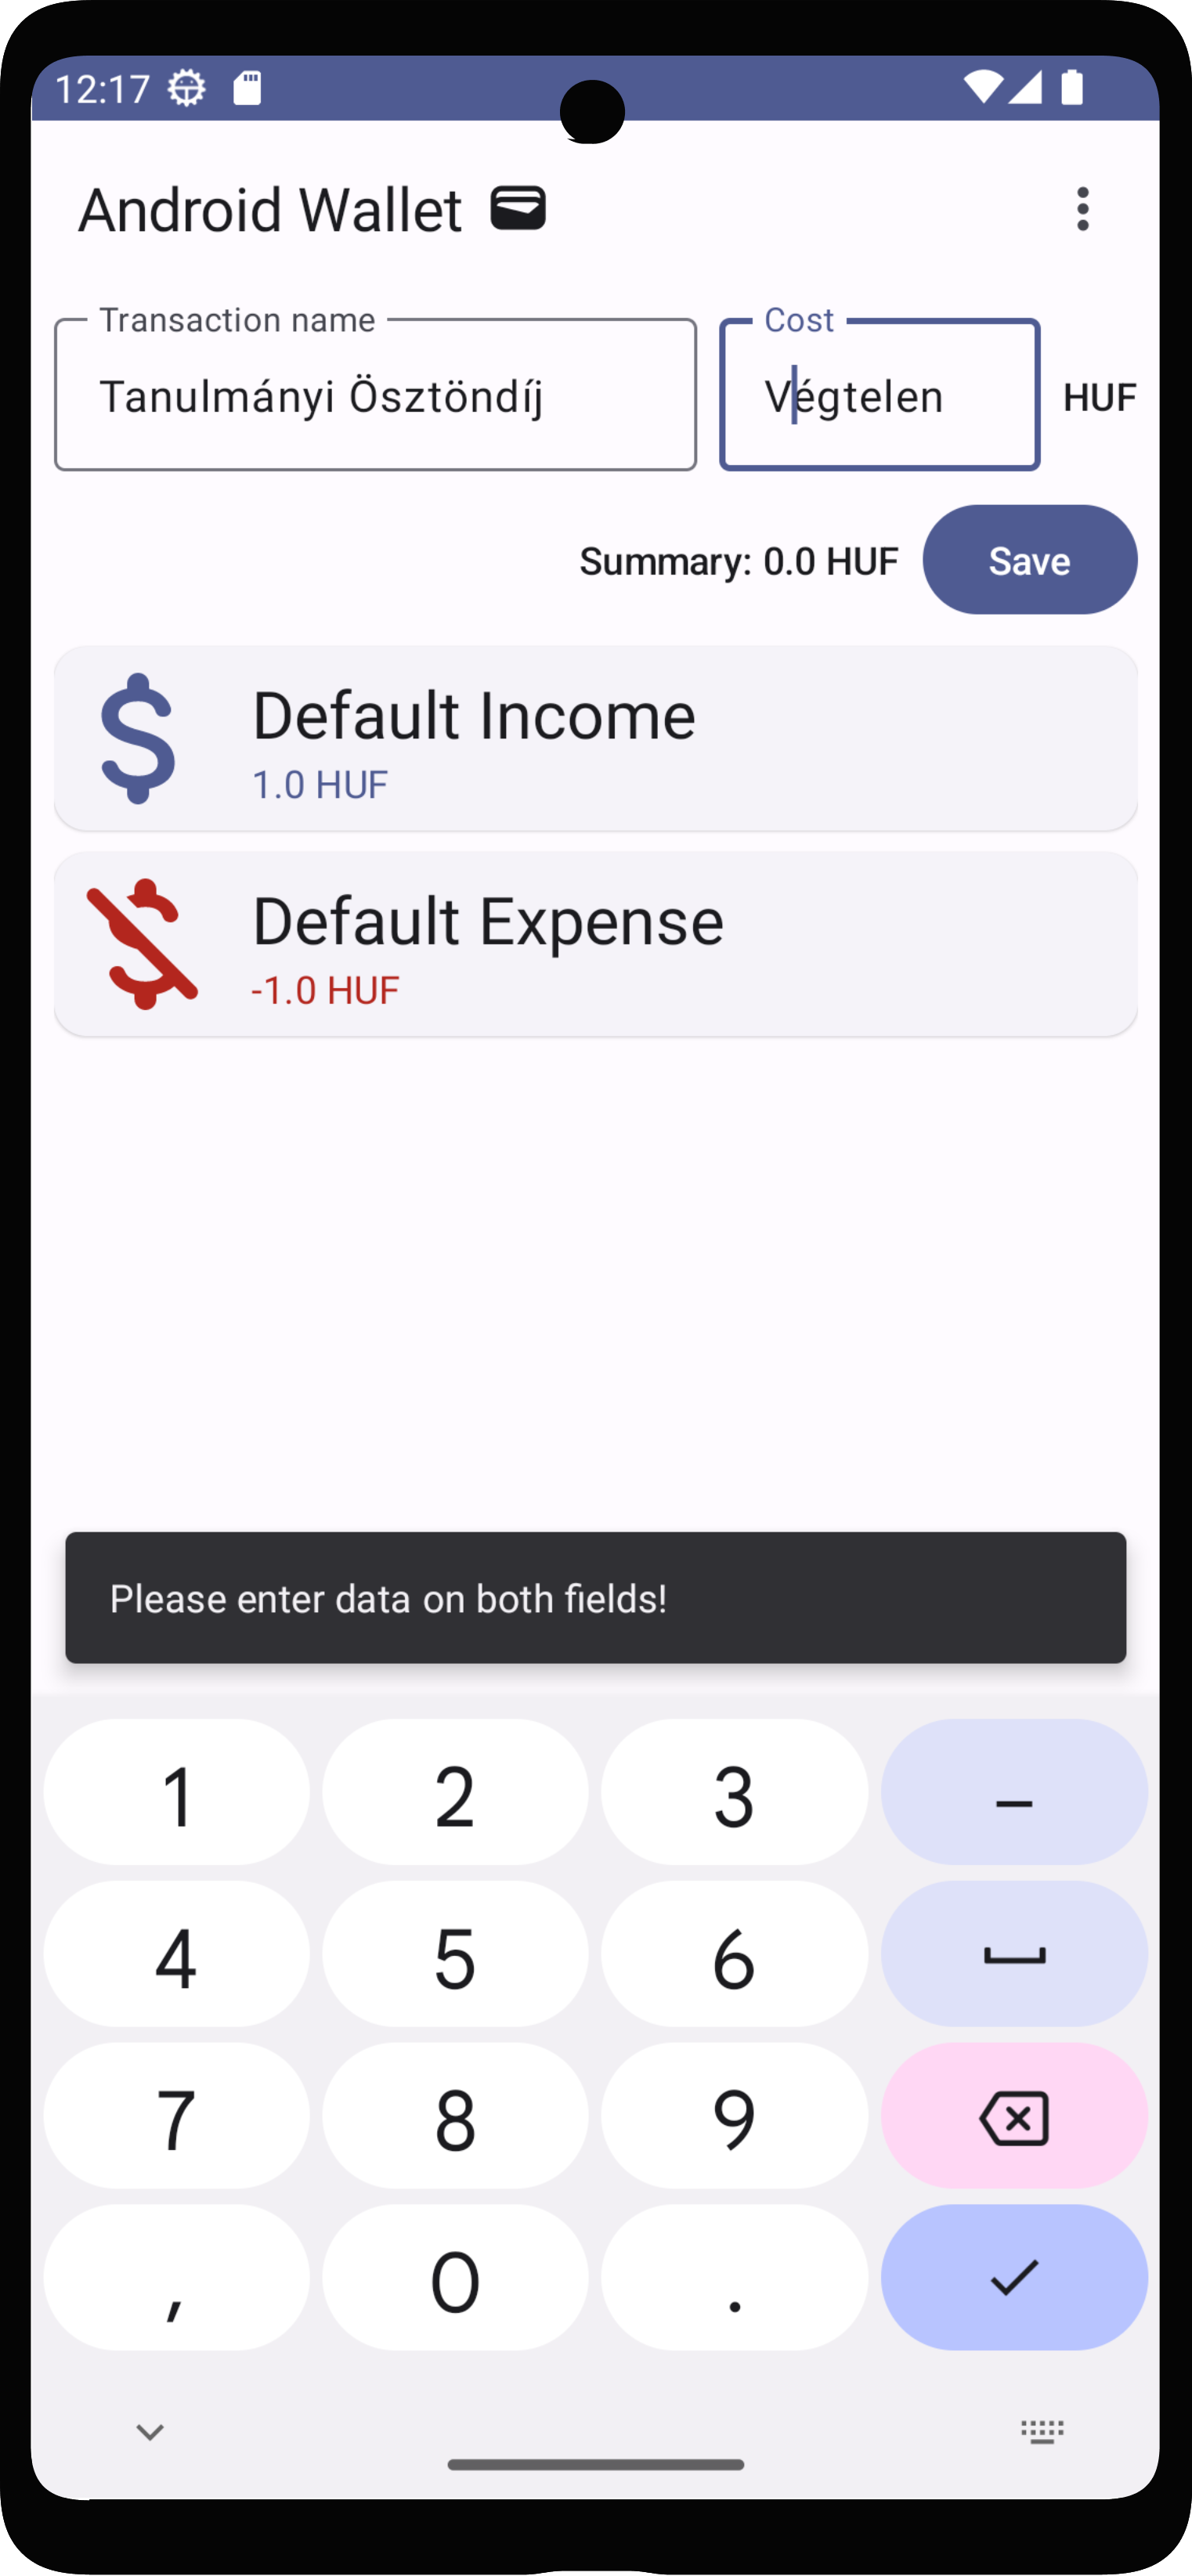 12:17
Android Wallet
Transaction name
Cost
Tanulmányi Ösztöndíj
Végtelen
HUF
Summary: 0.0 HUF
Save
Default Income
1.0 HUF
Default Expense
-1.0 HUF
Please enter data on both fields!
1 2 3 –
4 5 6
7 8 9
, 0 .